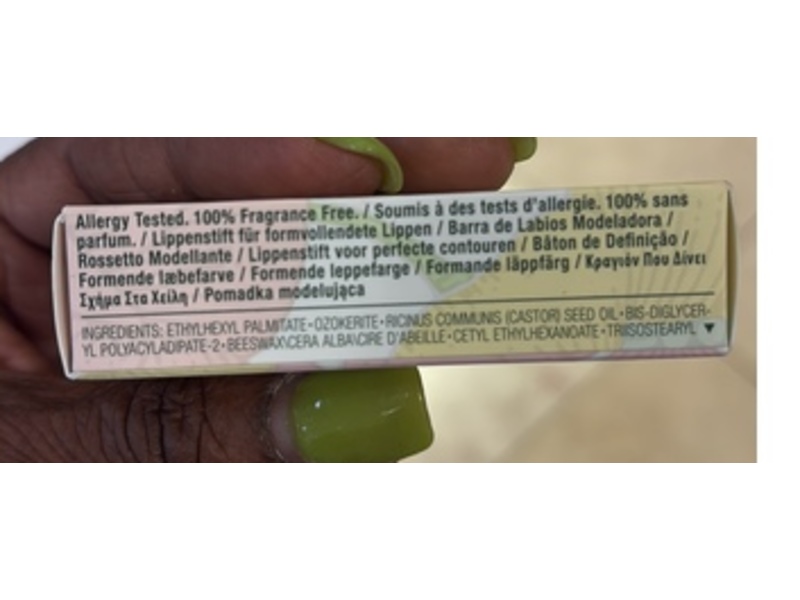 Allergy Tested. 100% Fragrance Free. / Soumis à des tests d'allergie. 100% sans
parfum. / Lippenstift für formvollendete Lippen / Barra de Labios Modeladora /
Rossetto Modellante / Lippenstift voor perfecte contouren / Bâton de Definição /
Formende læbefarve / Formende leppefarge / Formande läppfärg / Κραγιόν Που Δίνει
Σχήμα Στα Χείλη / Pomadka modelująca
INGREDIENTS: ETHYLHEXYL PALMITATE•OZOKERITE•RICINUS COMMUNIS (CASTOR) SEED OIL•BIS-DIGLYCER-
YL POLYACYLADIPATE-2•BEESWAX\CERA ALBA\CIRE D'ABEILLE•CETYL ETHYLHEXANOATE•TRIISOSTEARYL ▼